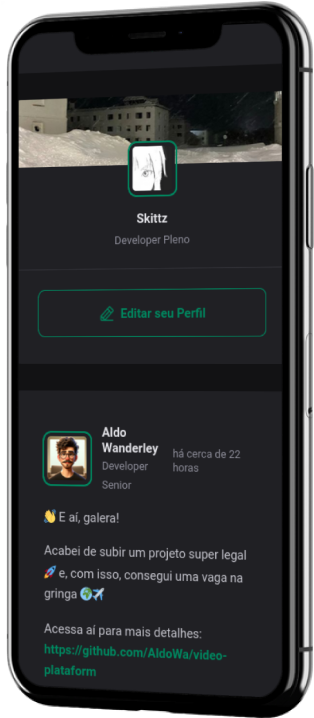 Skittz
Developer Pleno
Editar seu Perfil
Aldo
Wanderley
Developer
Senior
há cerca de 22
horas
👋 E aí, galera!
Acabei de subir um projeto super legal
🚀 e, com isso, consegui uma vaga na
gringa 🌍✈️
Acessa aí para mais detalhes:
https://github.com/AldoWa/video-
plataform